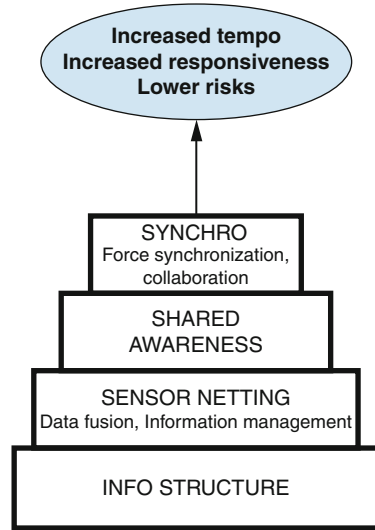 Increased tempo
Increased responsiveness
Lower risks
SYNCHRO
Force synchronization,
collaboration
SHARED
AWARENESS
SENSOR NETTING
Data fusion, Information management
INFO STRUCTURE